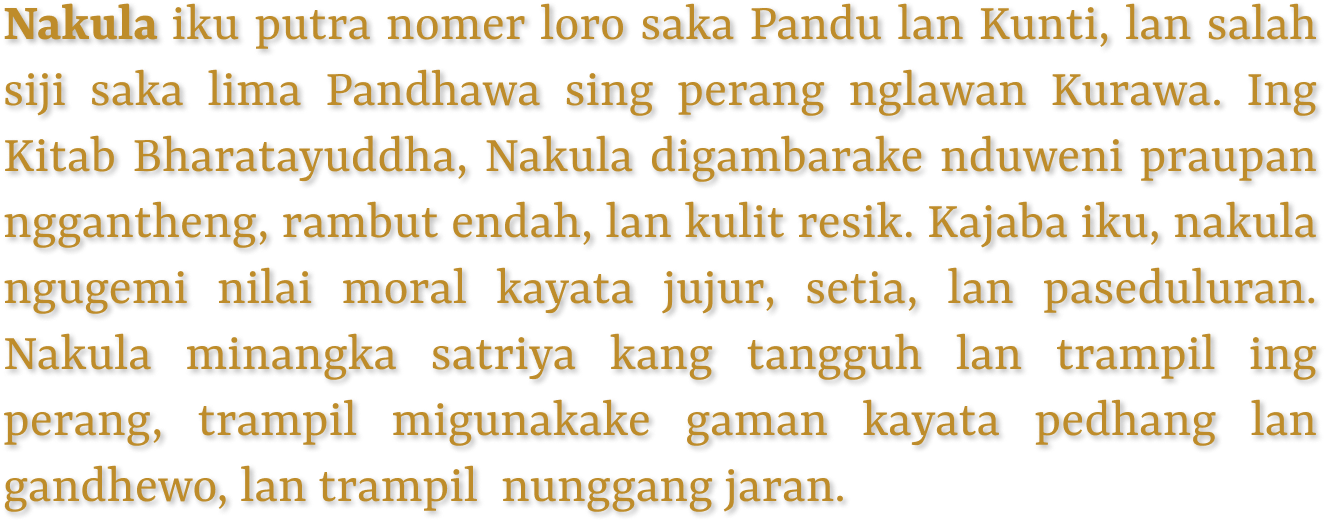 Nakula iku putra nomer loro saka Pandu lan Kunti, lan salah
siji saka lima Pandhawa sing perang nglawan Kurawa. Ing
Kitab Bharatayuddha, Nakula digambarake nduweni praupan
nggantheng, rambut endah, lan kulit resik. Kajaba iku, nakula
ngugemi nilai moral kayata jujur, setia, lan paseduluran.
Nakula minangka satriya kang tangguh lan trampil ing
perang, trampil migunakake gaman kayata pedhang lan
gandhewo, lan trampil  nunggang jaran.